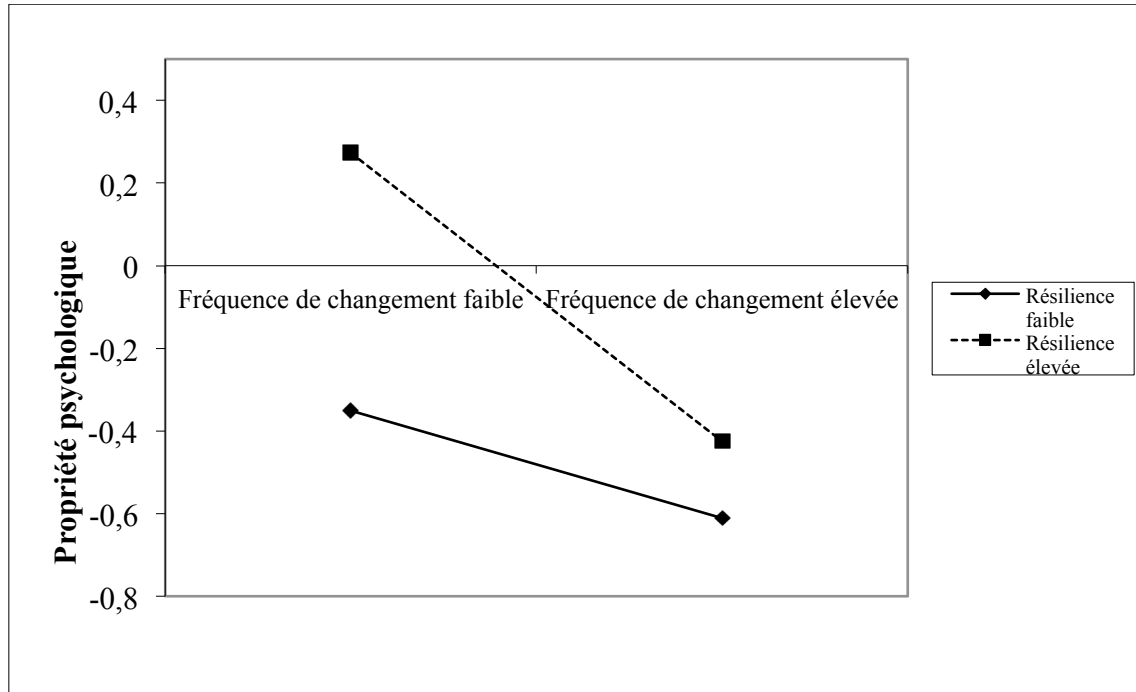 0,4
0,2
0
-0,2
-0,4
-0,6
-0,8
Propriété psychologique
Fréquence de changement faible
Fréquence de changement élevée
Résilience
faible
Résilience
élevée